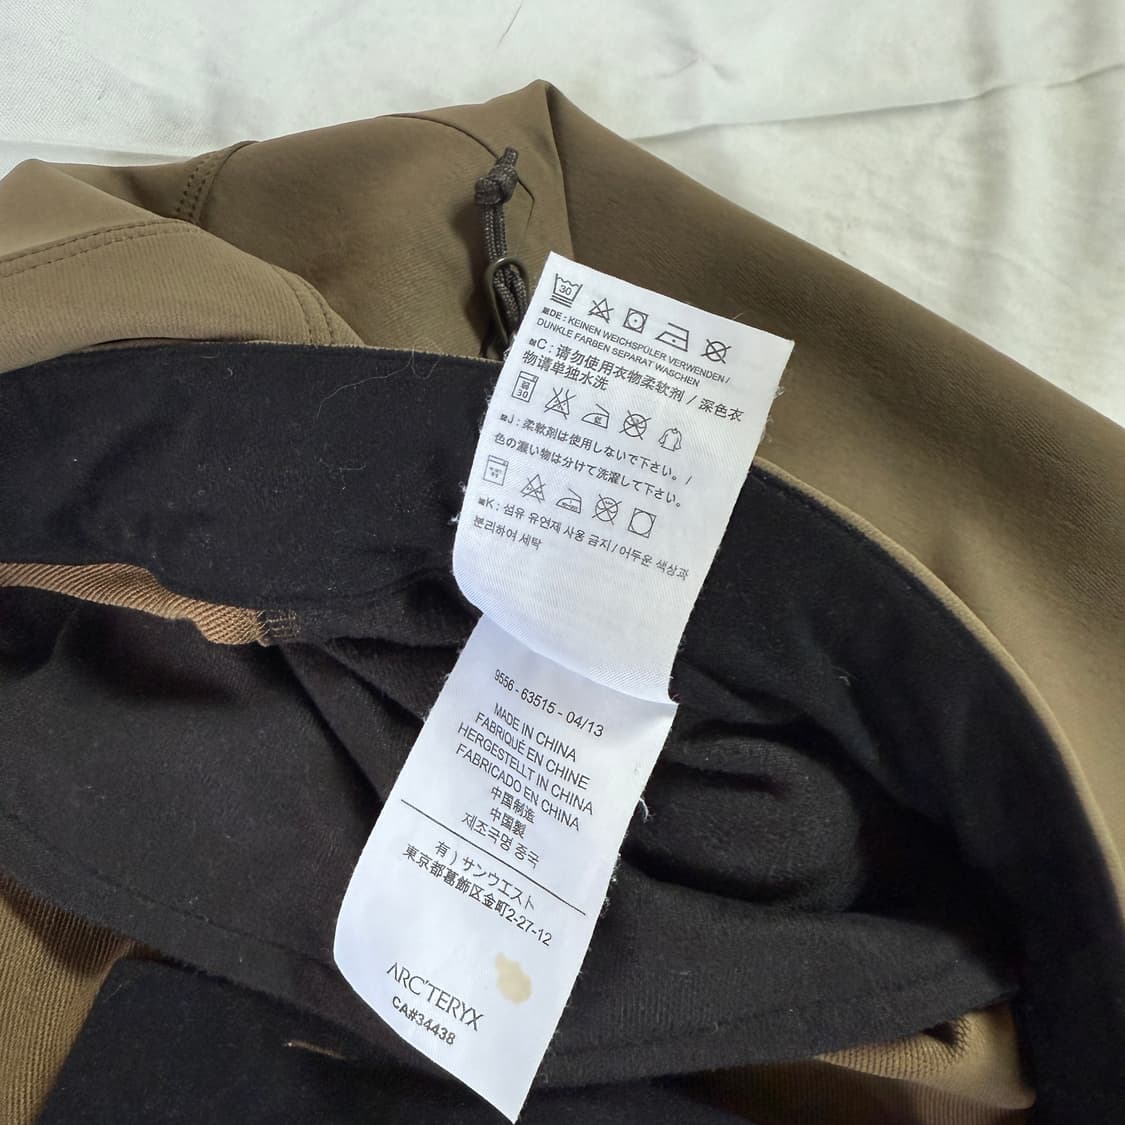 30
DE : KEINEN WEICHSPÜLER VERWENDEN /
DUNKLE FARBEN SEPARAT WASCHEN
C : 请勿使用衣物柔软剂 / 深色衣
物请单独水洗
30
J : 柔軟剤は使用しないで下さい。 /
色の濃い物は分けて洗濯して下さい。
K : 섬유 유연제 사용 금지 / 어두운 색상과
분리하여 세탁
9556 - 63515 - 04/13
MADE IN CHINA
FABRIQUÉ EN CHINE
HERGESTELLT IN CHINA
FABRICADO EN CHINA
中国制造
中国製
제조국명 중국
有 ) サンウエスト
東京都葛飾区金町2-27-12
ARC'TERYX
CA#34438